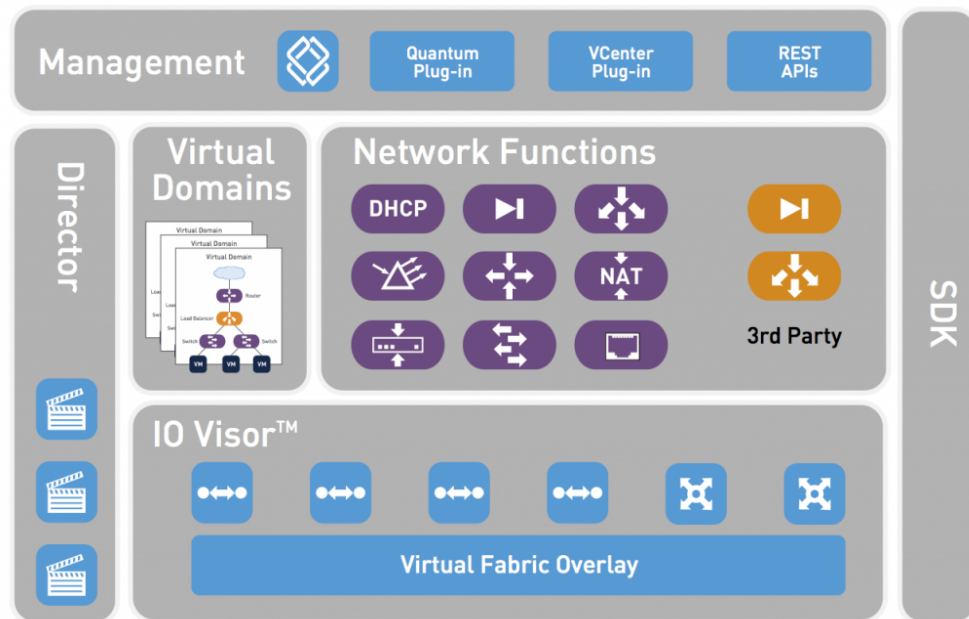 Management
Quantum
Plug-in
VCenter
Plug-in
REST
APIs
SDK
Director
Virtual
Domains
Virtual Domain
Virtual Domain
Virtual Domain
Router
Load Balancer
Switch
Switch
VM
VM
VM
Network Functions
DHCP
NAT
3rd Party
IO Visor™
Virtual Fabric Overlay